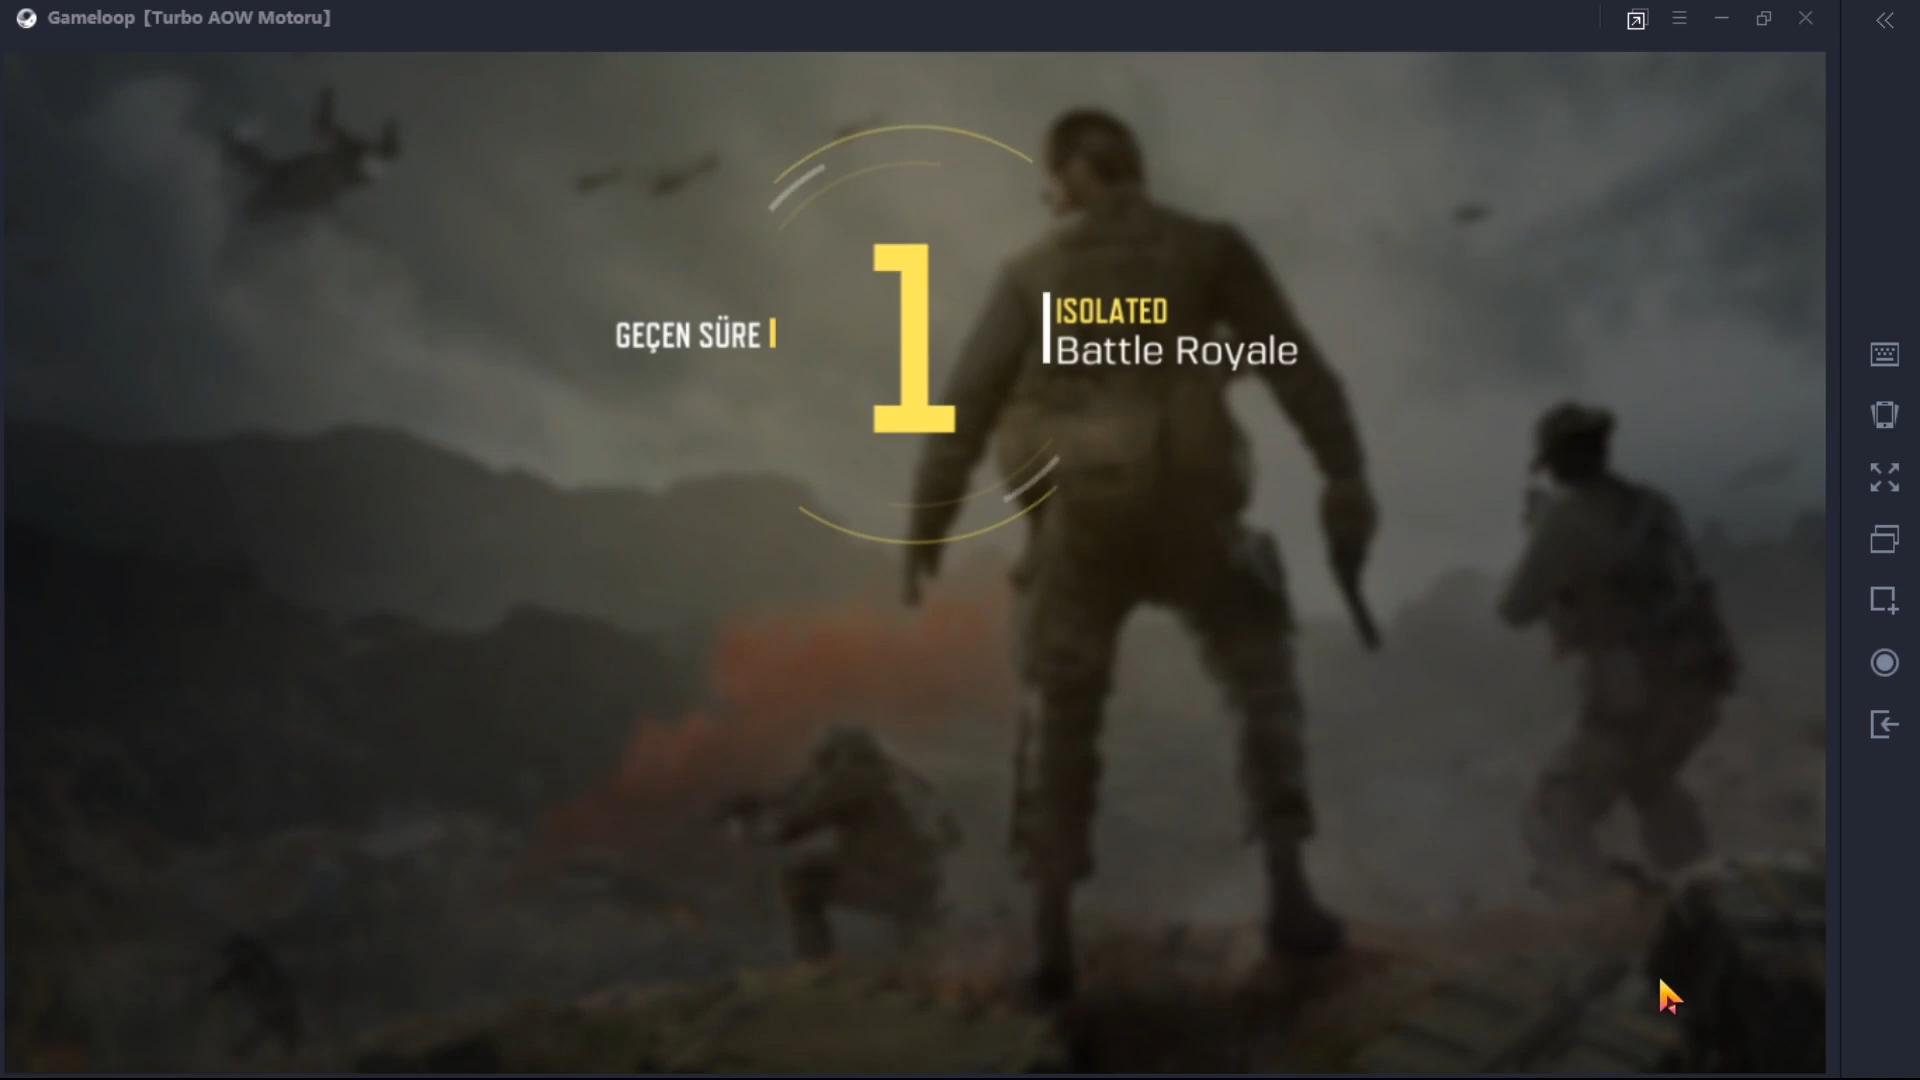 Gameloop [Turbo AOW Motoru]
GEÇEN SÜRE
1
ISOLATED
Battle Royale